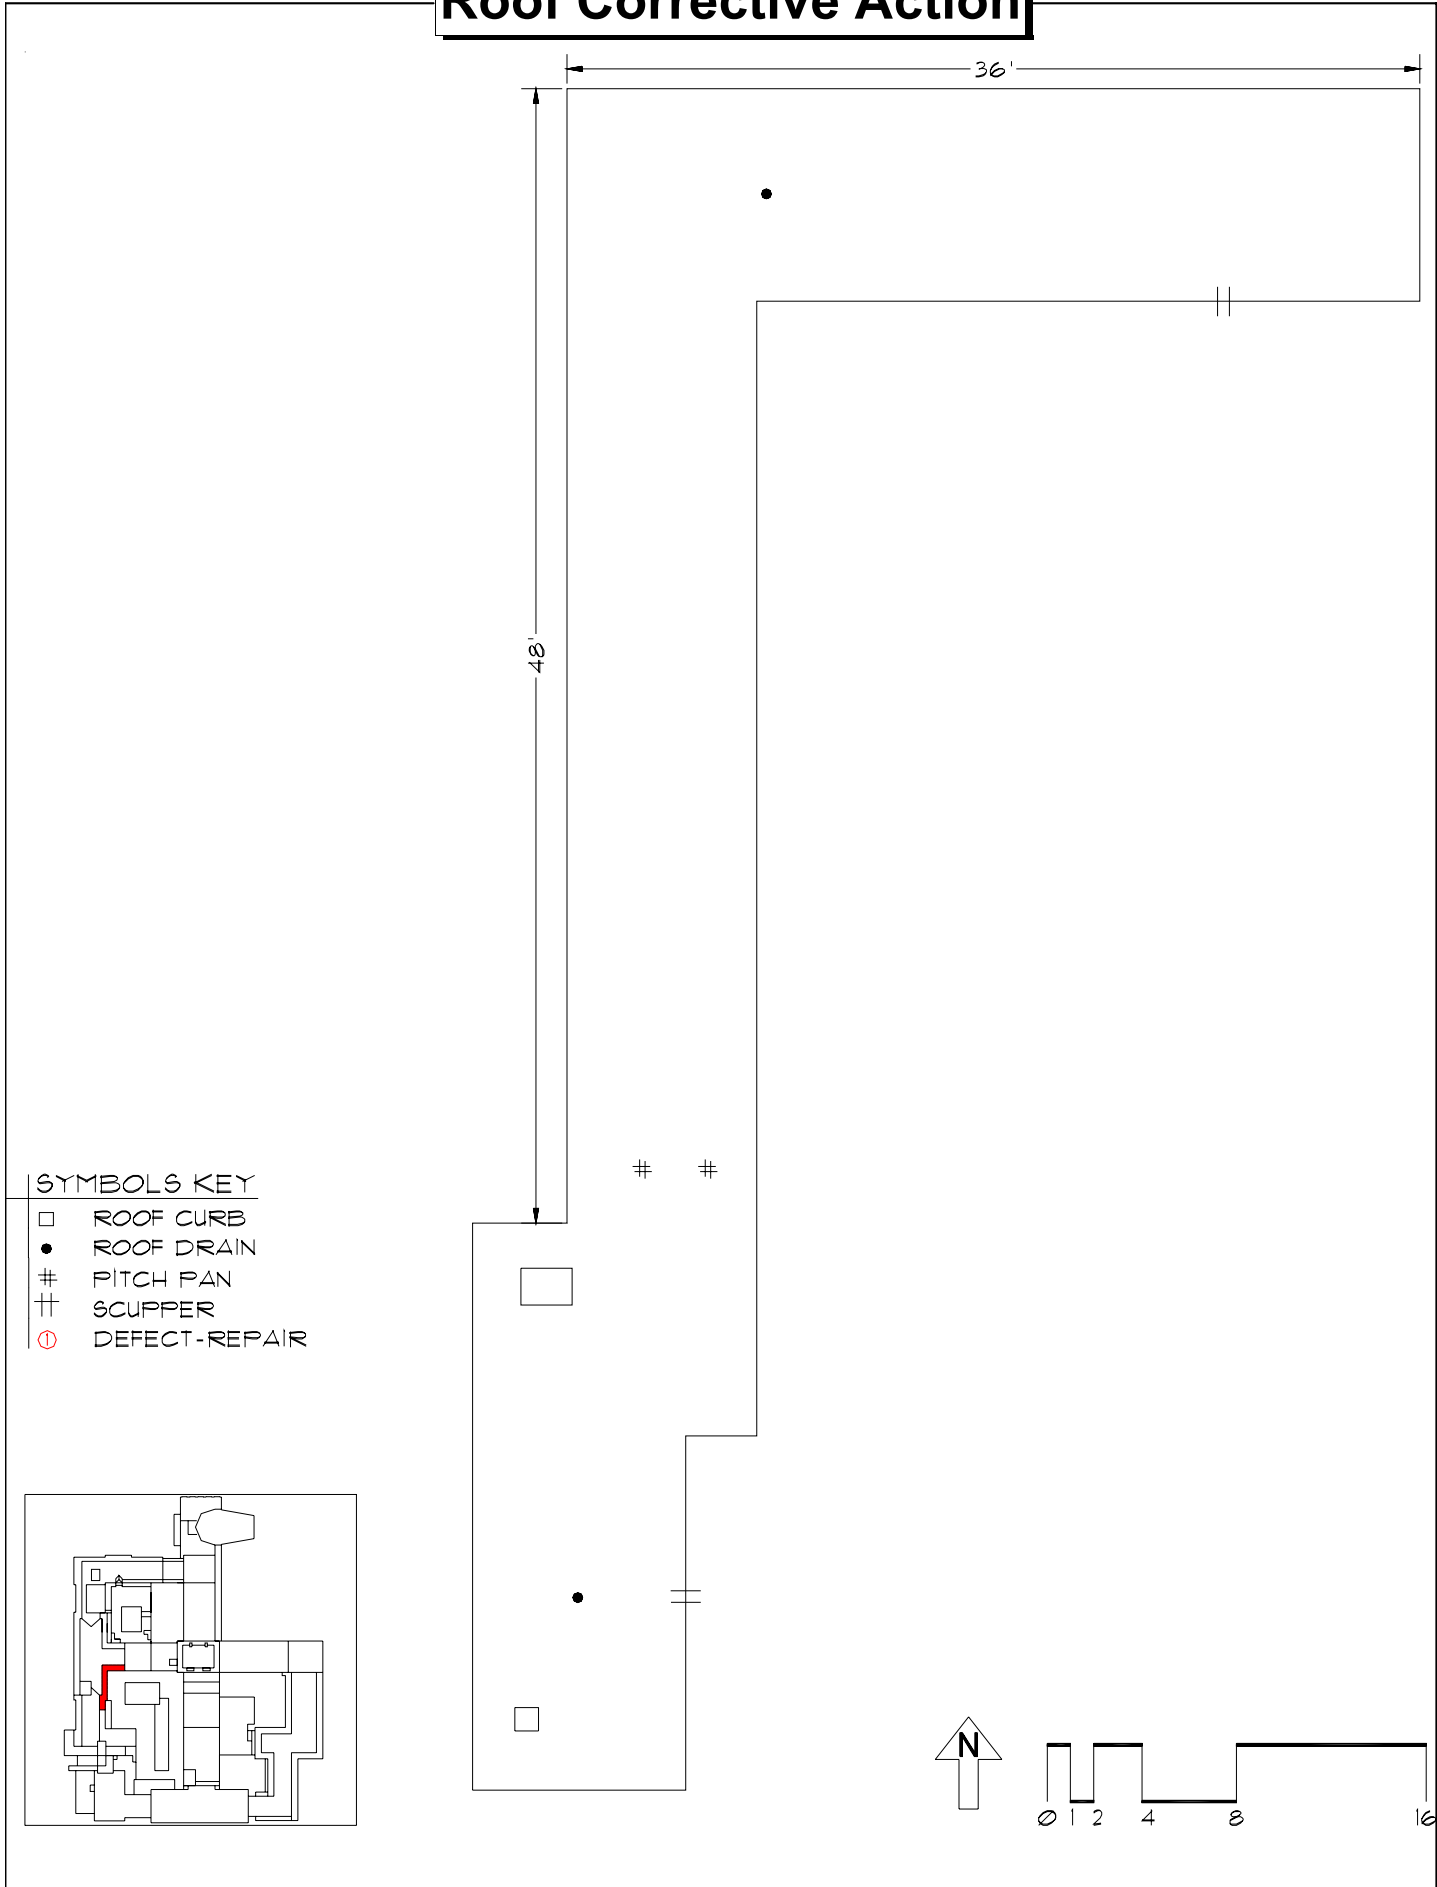 Roof Corrective Action
36'
48'
SYMBOLS KEY
ROOF CURB
ROOF DRAIN
PITCH PAN
SCUPPER
1 DEFECT-REPAIR
N
0 1 2 4 8 16